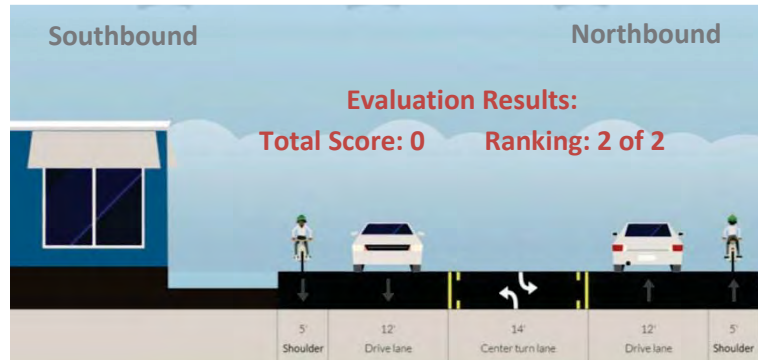 Southbound Northbound
Evaluation Results:
Total Score: 0 Ranking: 2 of 2
5' 12' 14' 12' 5'
Shoulder Drive lane Center turn lane Drive lane Shoulder